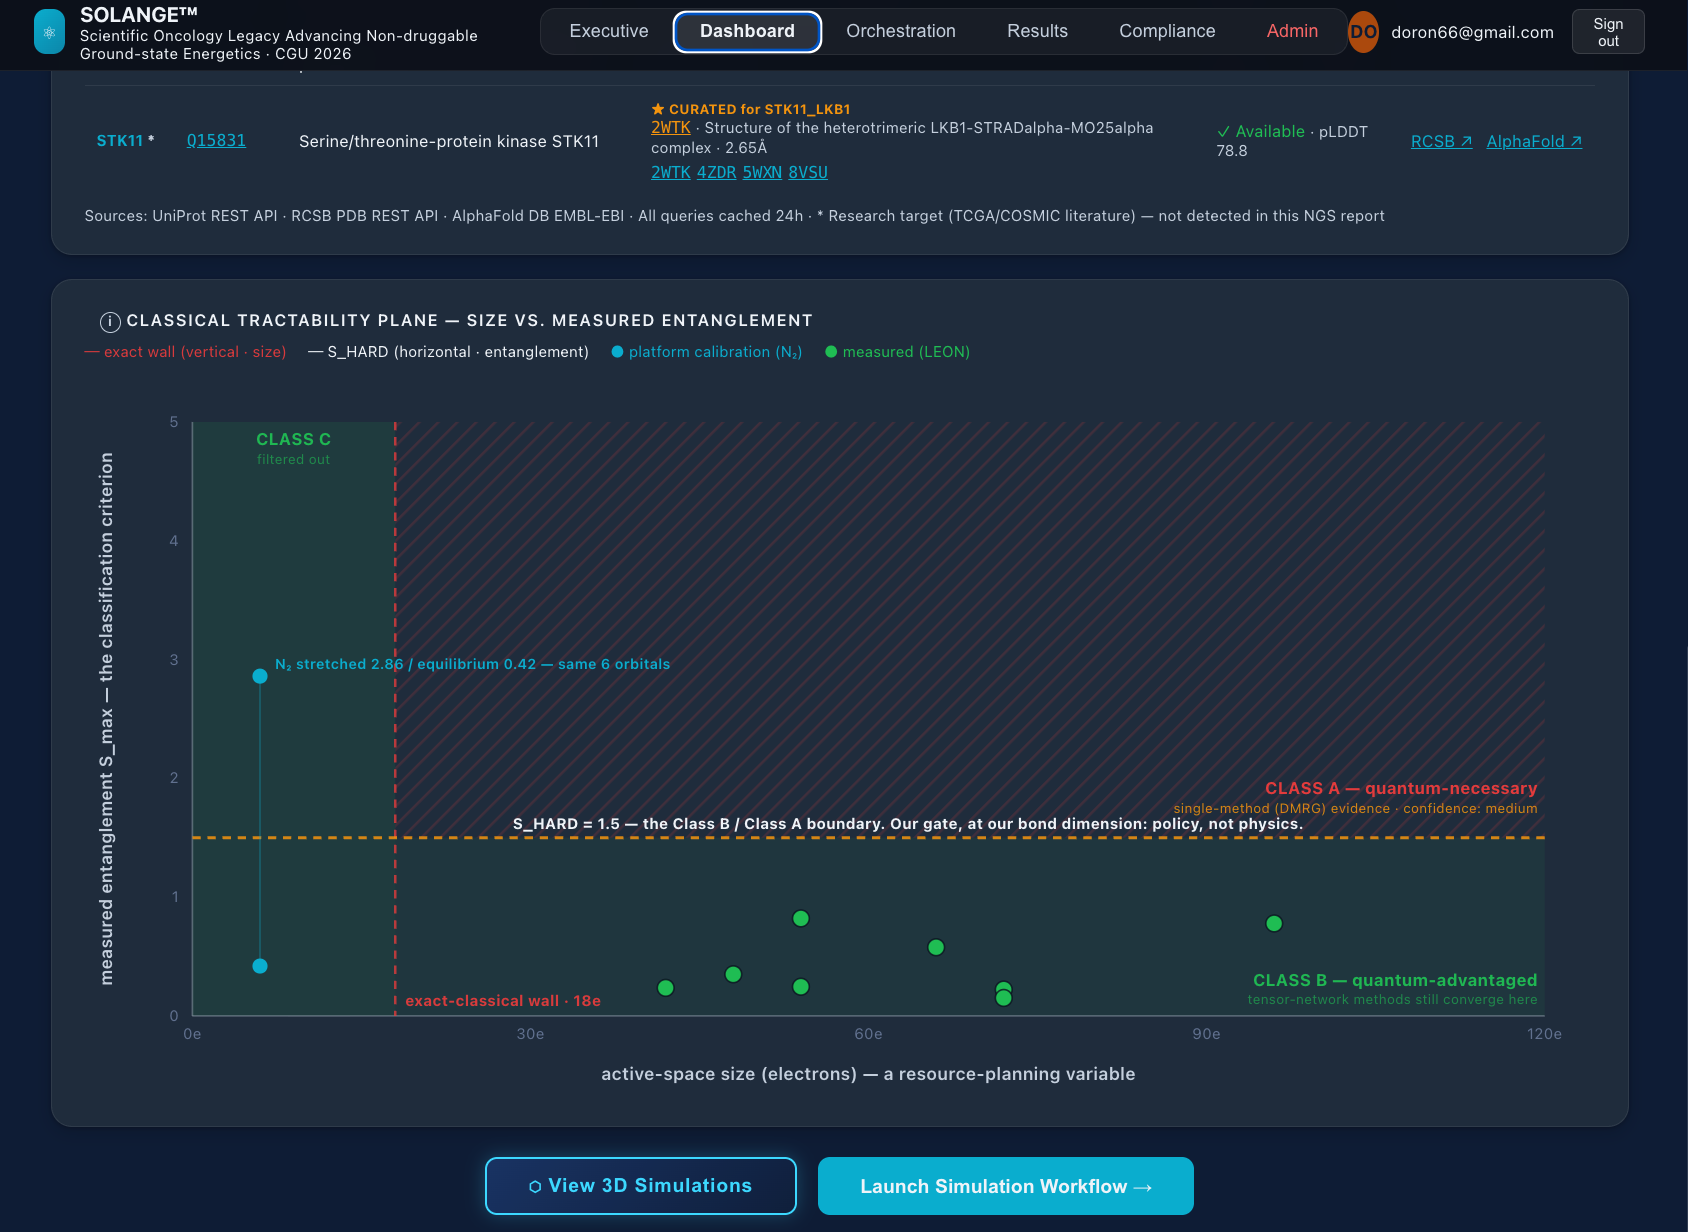 SOLANGE™
Scientific Oncology Legacy Advancing Non-druggable
Ground-state Energetics · CGU 2026
Executive
Dashboard
Orchestration
Results
Compliance
Admin
DO
doron66@gmail.com
Sign
out
STK11 *
Q15831
Serine/threonine-protein kinase STK11
★ CURATED for STK11_LKB1
2WTK · Structure of the heterotrimeric LKB1-STRADalpha-MO25alpha
complex · 2.65Å
2WTK 4ZDR 5WXN 8VSU
✓ Available · pLDDT
78.8
RCSB ↗ AlphaFold ↗
Sources: UniProt REST API · RCSB PDB REST API · AlphaFold DB EMBL-EBI · All queries cached 24h · * Research target (TCGA/COSMIC literature) — not detected in this NGS report
i CLASSICAL TRACTABILITY PLANE — SIZE VS. MEASURED ENTANGLEMENT
— exact wall (vertical · size) — S_HARD (horizontal · entanglement) ● platform calibration (N₂) ● measured (LEON)
5
CLASS C
filtered out
4
3
N₂ stretched 2.86 / equilibrium 0.42 — same 6 orbitals
2
CLASS A — quantum-necessary
single-method (DMRG) evidence · confidence: medium
S_HARD = 1.5 — the Class B / Class A boundary. Our gate, at our bond dimension: policy, not physics.
1
CLASS B — quantum-advantaged
tensor-network methods still converge here
exact-classical wall · 18e
0
0e
30e
60e
90e
120e
measured entanglement S_max — the classification criterion
active-space size (electrons) — a resource-planning variable
View 3D Simulations
Launch Simulation Workflow →